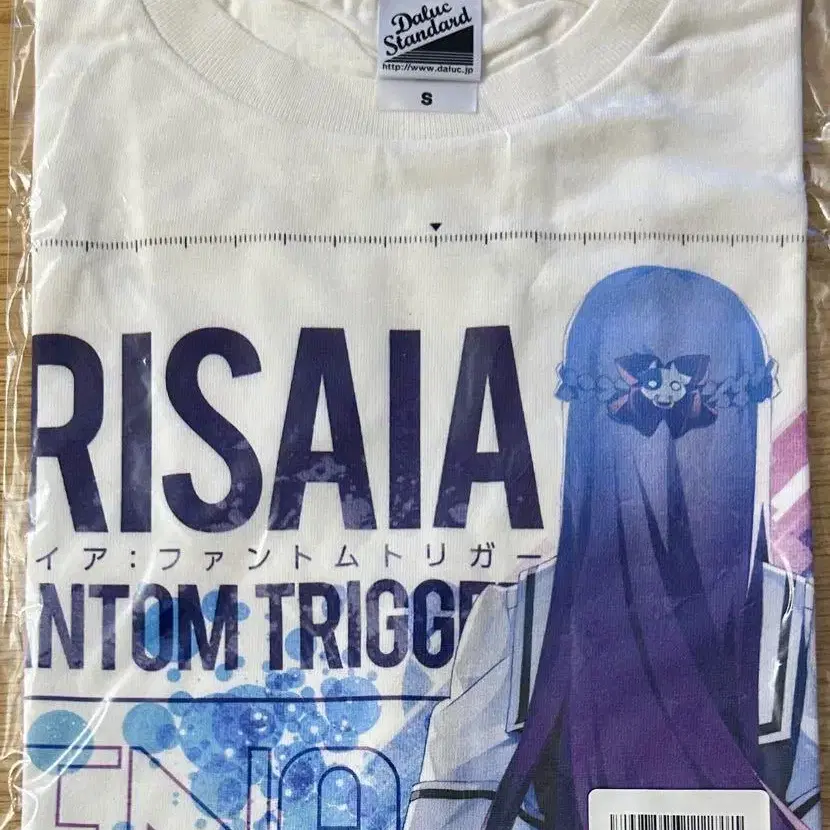 Daluc
Standard
http://www.daluc.jp
S
RISAIA
イア:ファントムトリガー
NTOM TRIGG